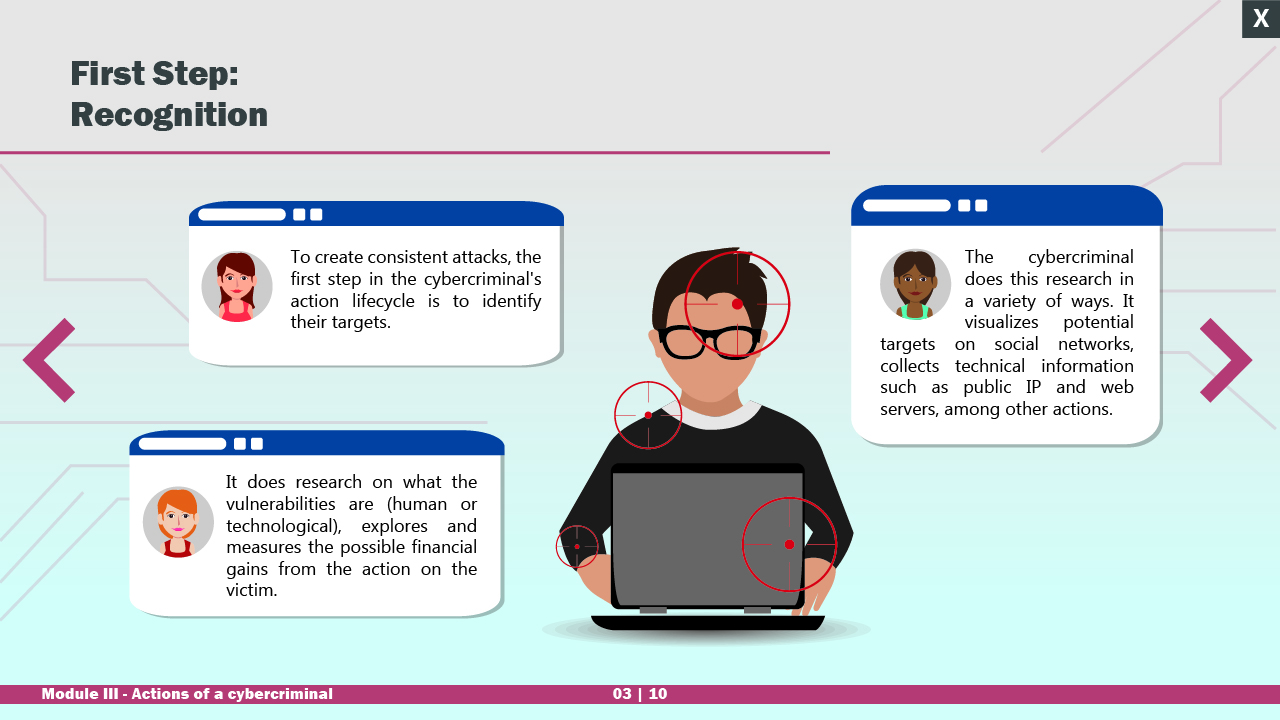 X
First Step:
Recognition
To create consistent attacks, the
first step in the cybercriminal's
action lifecycle is to identify
their targets.
It does research on what the
vulnerabilities are (human or
technological), explores and
measures the possible financial
gains from the action on the
victim.
The cybercriminal
does this research in
a variety of ways. It
visualizes potential
targets on social networks,
collects technical information
such as public IP and web
servers, among other actions.
Module III - Actions of a cybercriminal
03 | 10